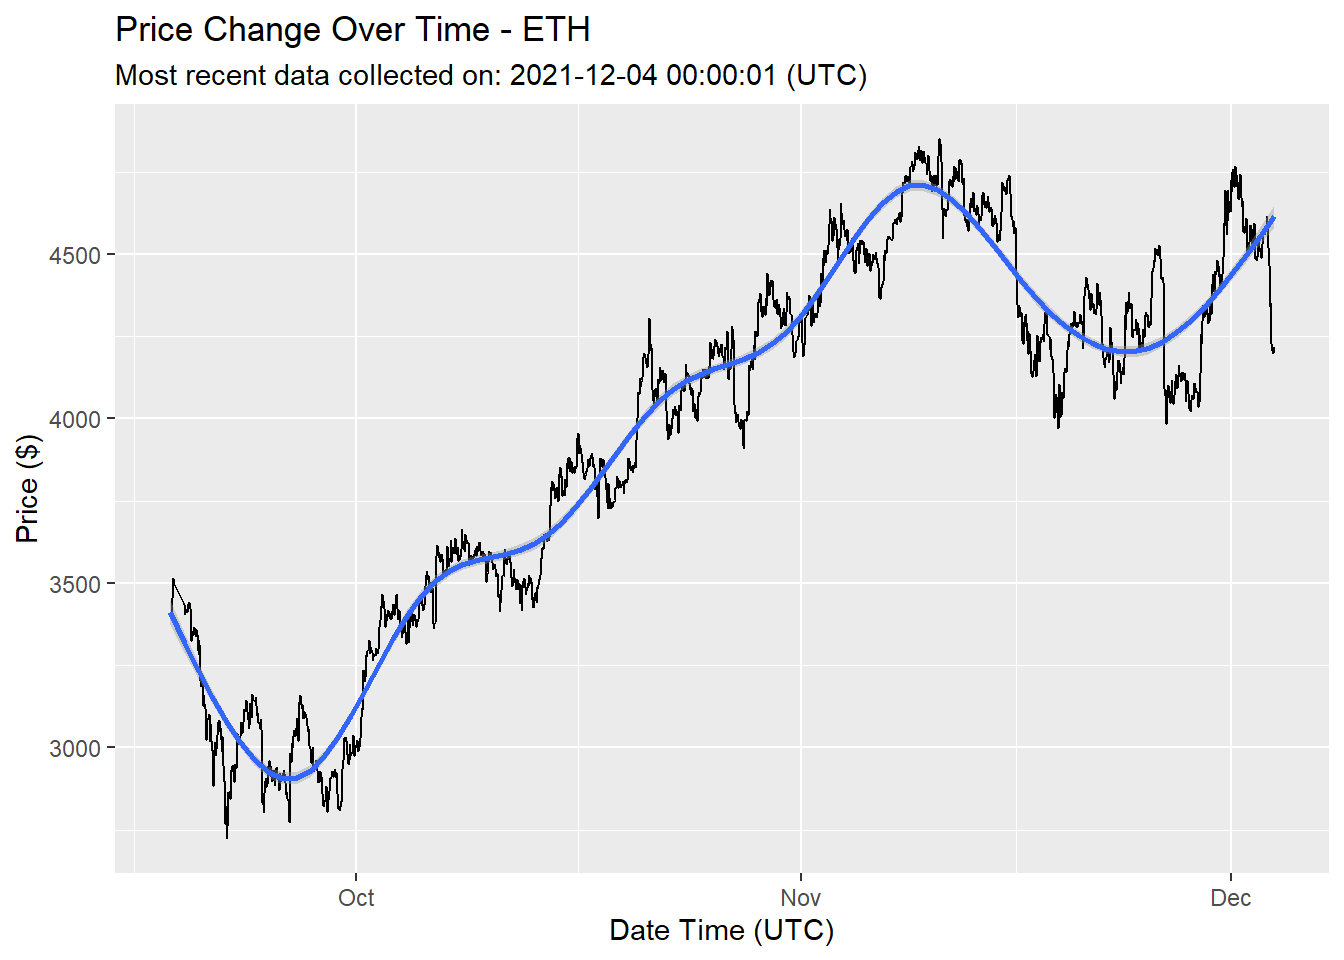 Price Change Over Time - ETH
Most recent data collected on: 2021-12-04 00:00:01 (UTC)
Price ($)
4500
4000
3500
3000
Oct
Nov
Dec
Date Time (UTC)